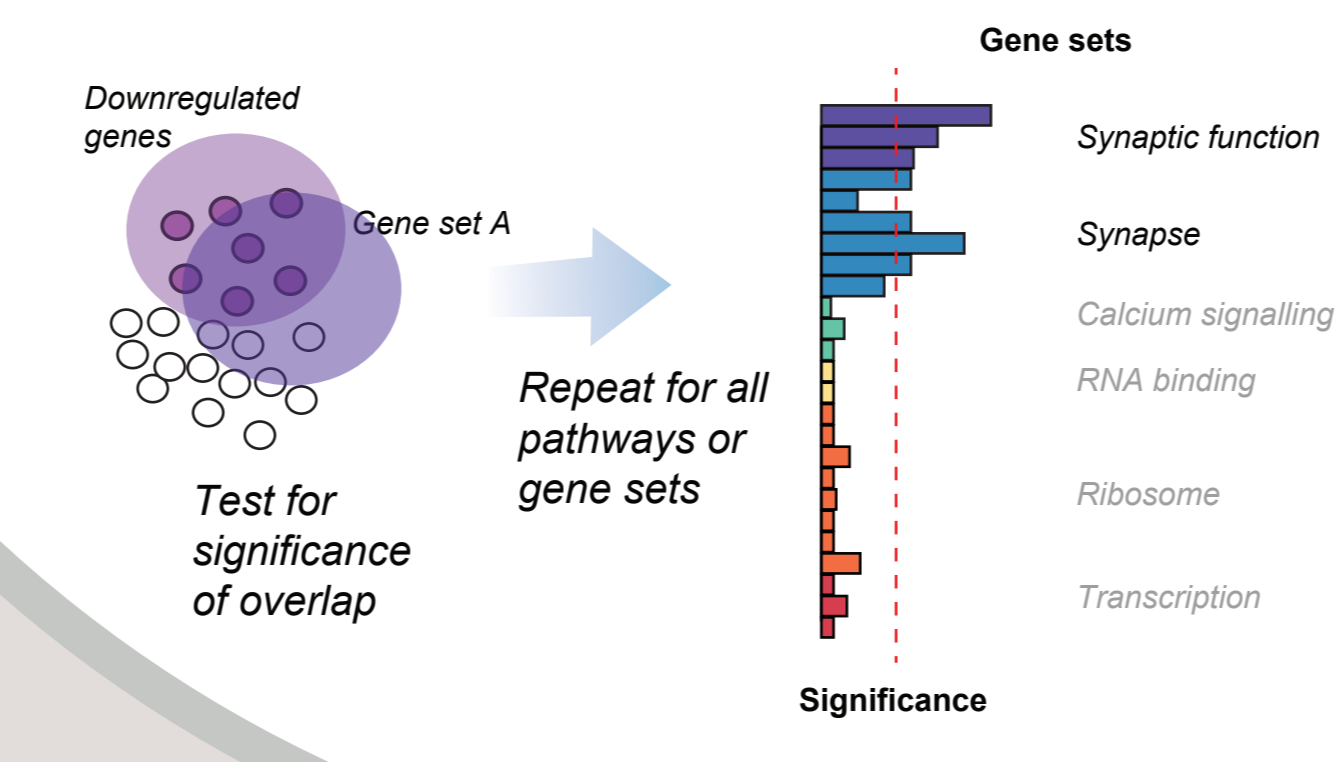 Downregulated
genes
Gene set A
Test for
significance
of overlap
Repeat for all
pathways or
gene sets
Gene sets
Synaptic function
Synapse
Calcium signalling
RNA binding
Ribosome
Transcription
Significance